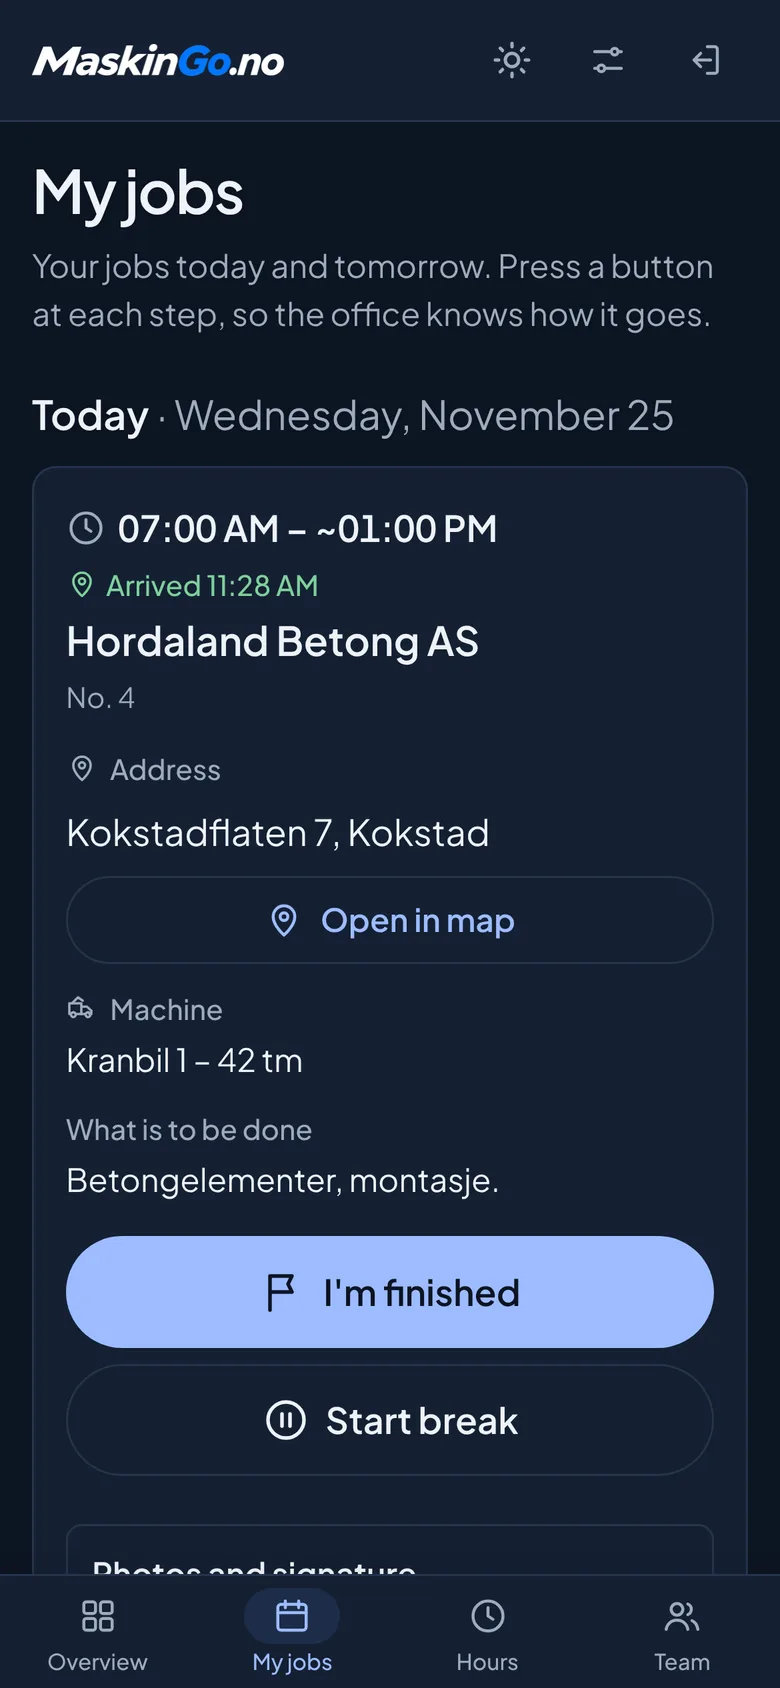 MaskinGo.no
My jobs
Your jobs today and tomorrow. Press a button
at each step, so the office knows how it goes.
Today · Wednesday, November 25
07:00 AM – ~01:00 PM
Arrived 11:28 AM
Hordaland Betong AS
No. 4
Address
Kokstadflaten 7, Kokstad
Open in map
Machine
Kranbil 1 – 42 tm
What is to be done
Betongelementer, montasje.
I'm finished
Start break
Photos and signature
Overview
My jobs
Hours
Team